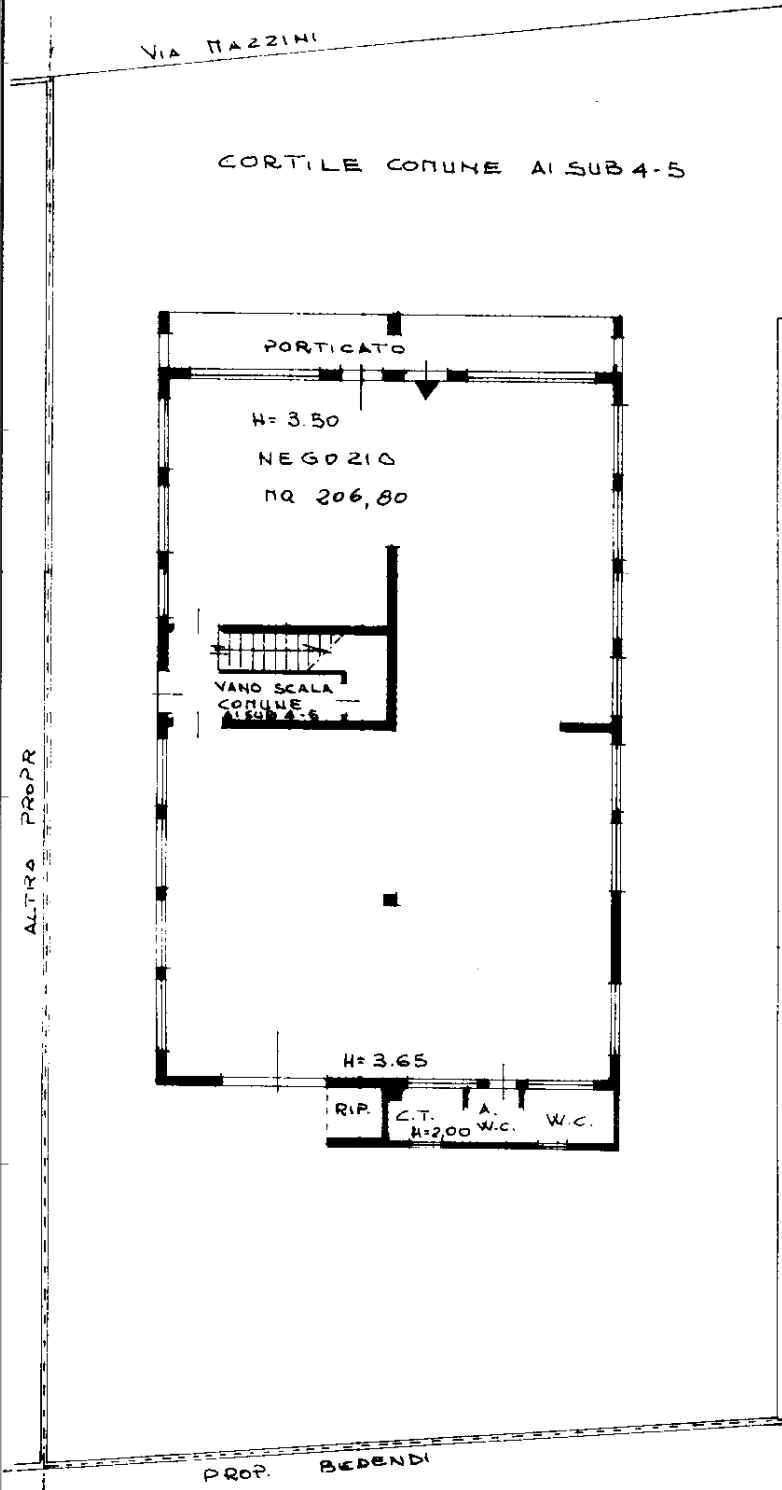 VIA MAZZINI
CORTILE COMUNE AI SUB 4-5
PORTICATO
H= 3.50
NEGOZIO
MQ 206,80
VANO SCALA
COMUNE
AI SUB 4-5
ALTRA PROPR
H= 3.65
RIP.
C.T.
H=2,00
A.
W.C.
W.C.
PROP. BEDENDI